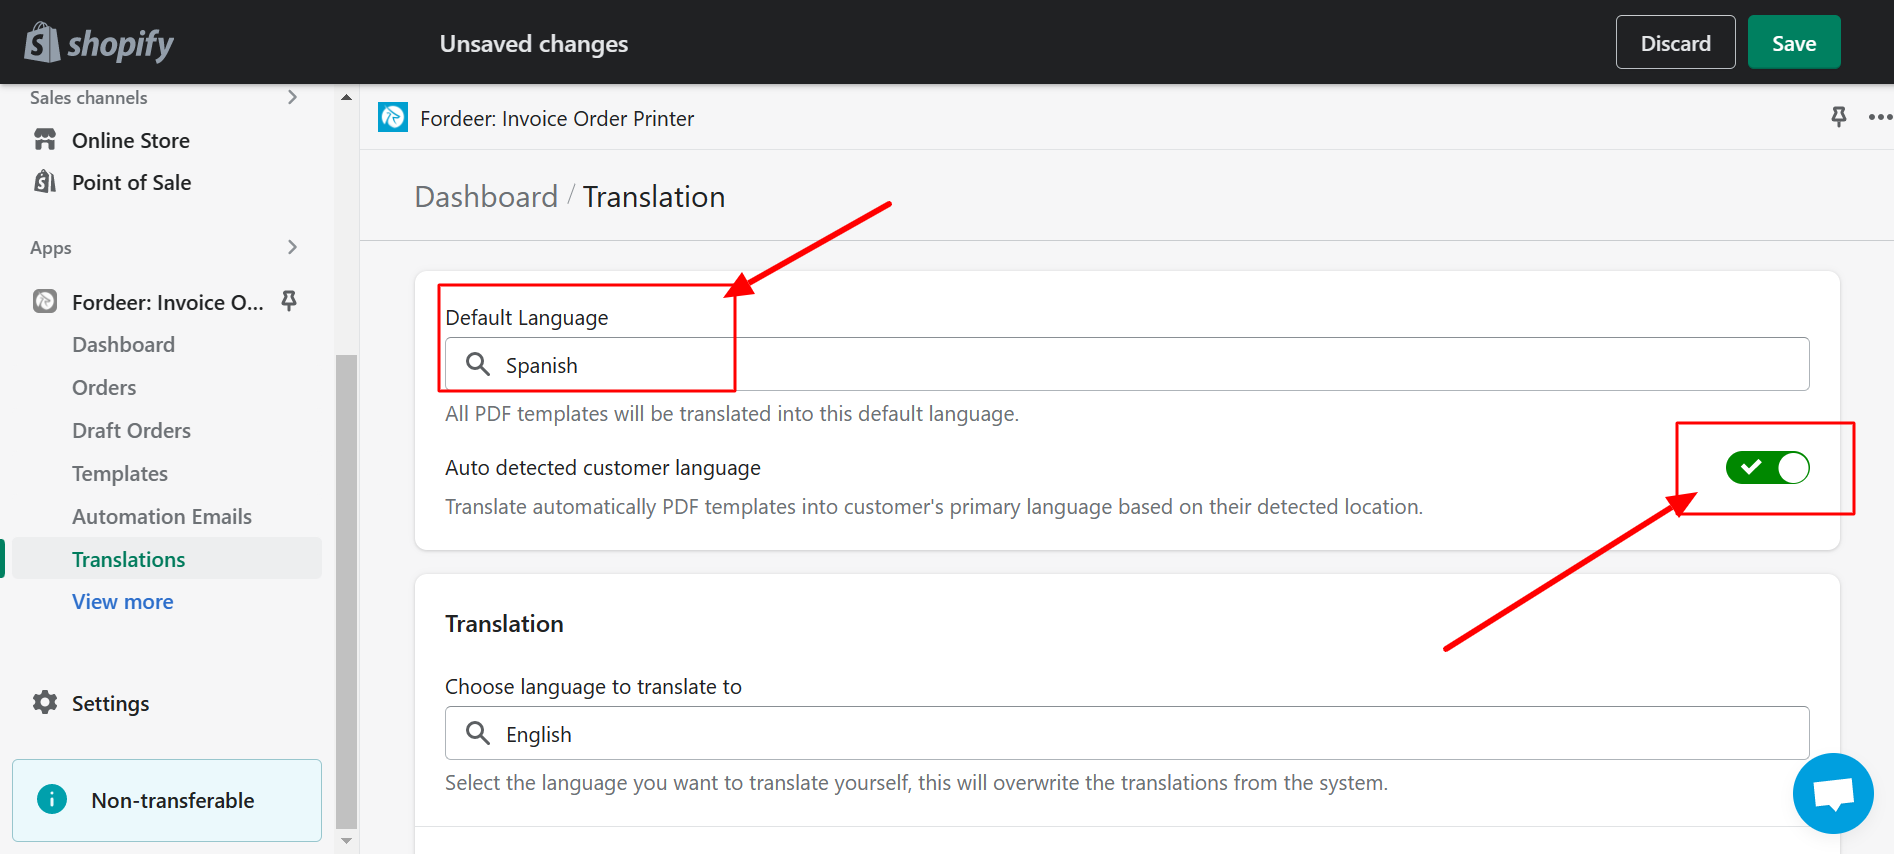 shopify
Unsaved changes
Discard
Save
Sales channels
Online Store
Point of Sale
Apps
Fordeer: Invoice O...
Dashboard
Orders
Draft Orders
Templates
Automation Emails
Translations
View more
Settings
Non-transferable
Fordeer: Invoice Order Printer
Dashboard / Translation
Default Language
Spanish
All PDF templates will be translated into this default language.
Auto detected customer language
Translate automatically PDF templates into customer's primary language based on their detected location.
Translation
Choose language to translate to
English
Select the language you want to translate yourself, this will overwrite the translations from the system.